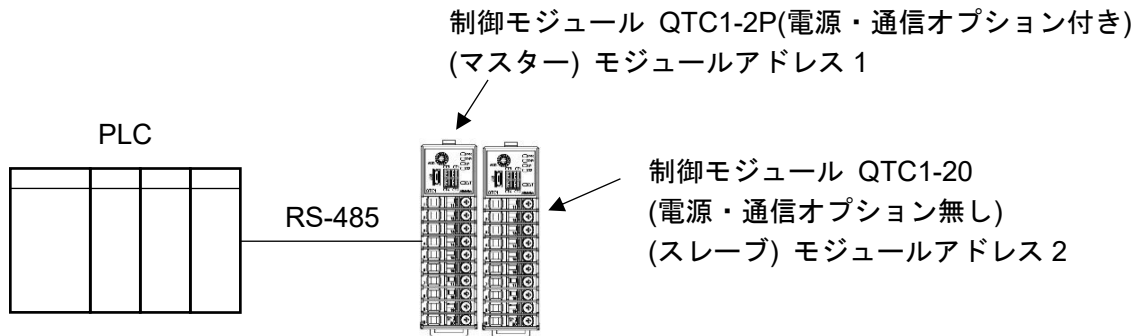 制御モジュール QTC1-2P(電源・通信オプション付き)
(マスター) モジュールアドレス 1
PLC
制御モジュール QTC1-20
(電源・通信オプション無し)
(スレーブ) モジュールアドレス 2
RS-485